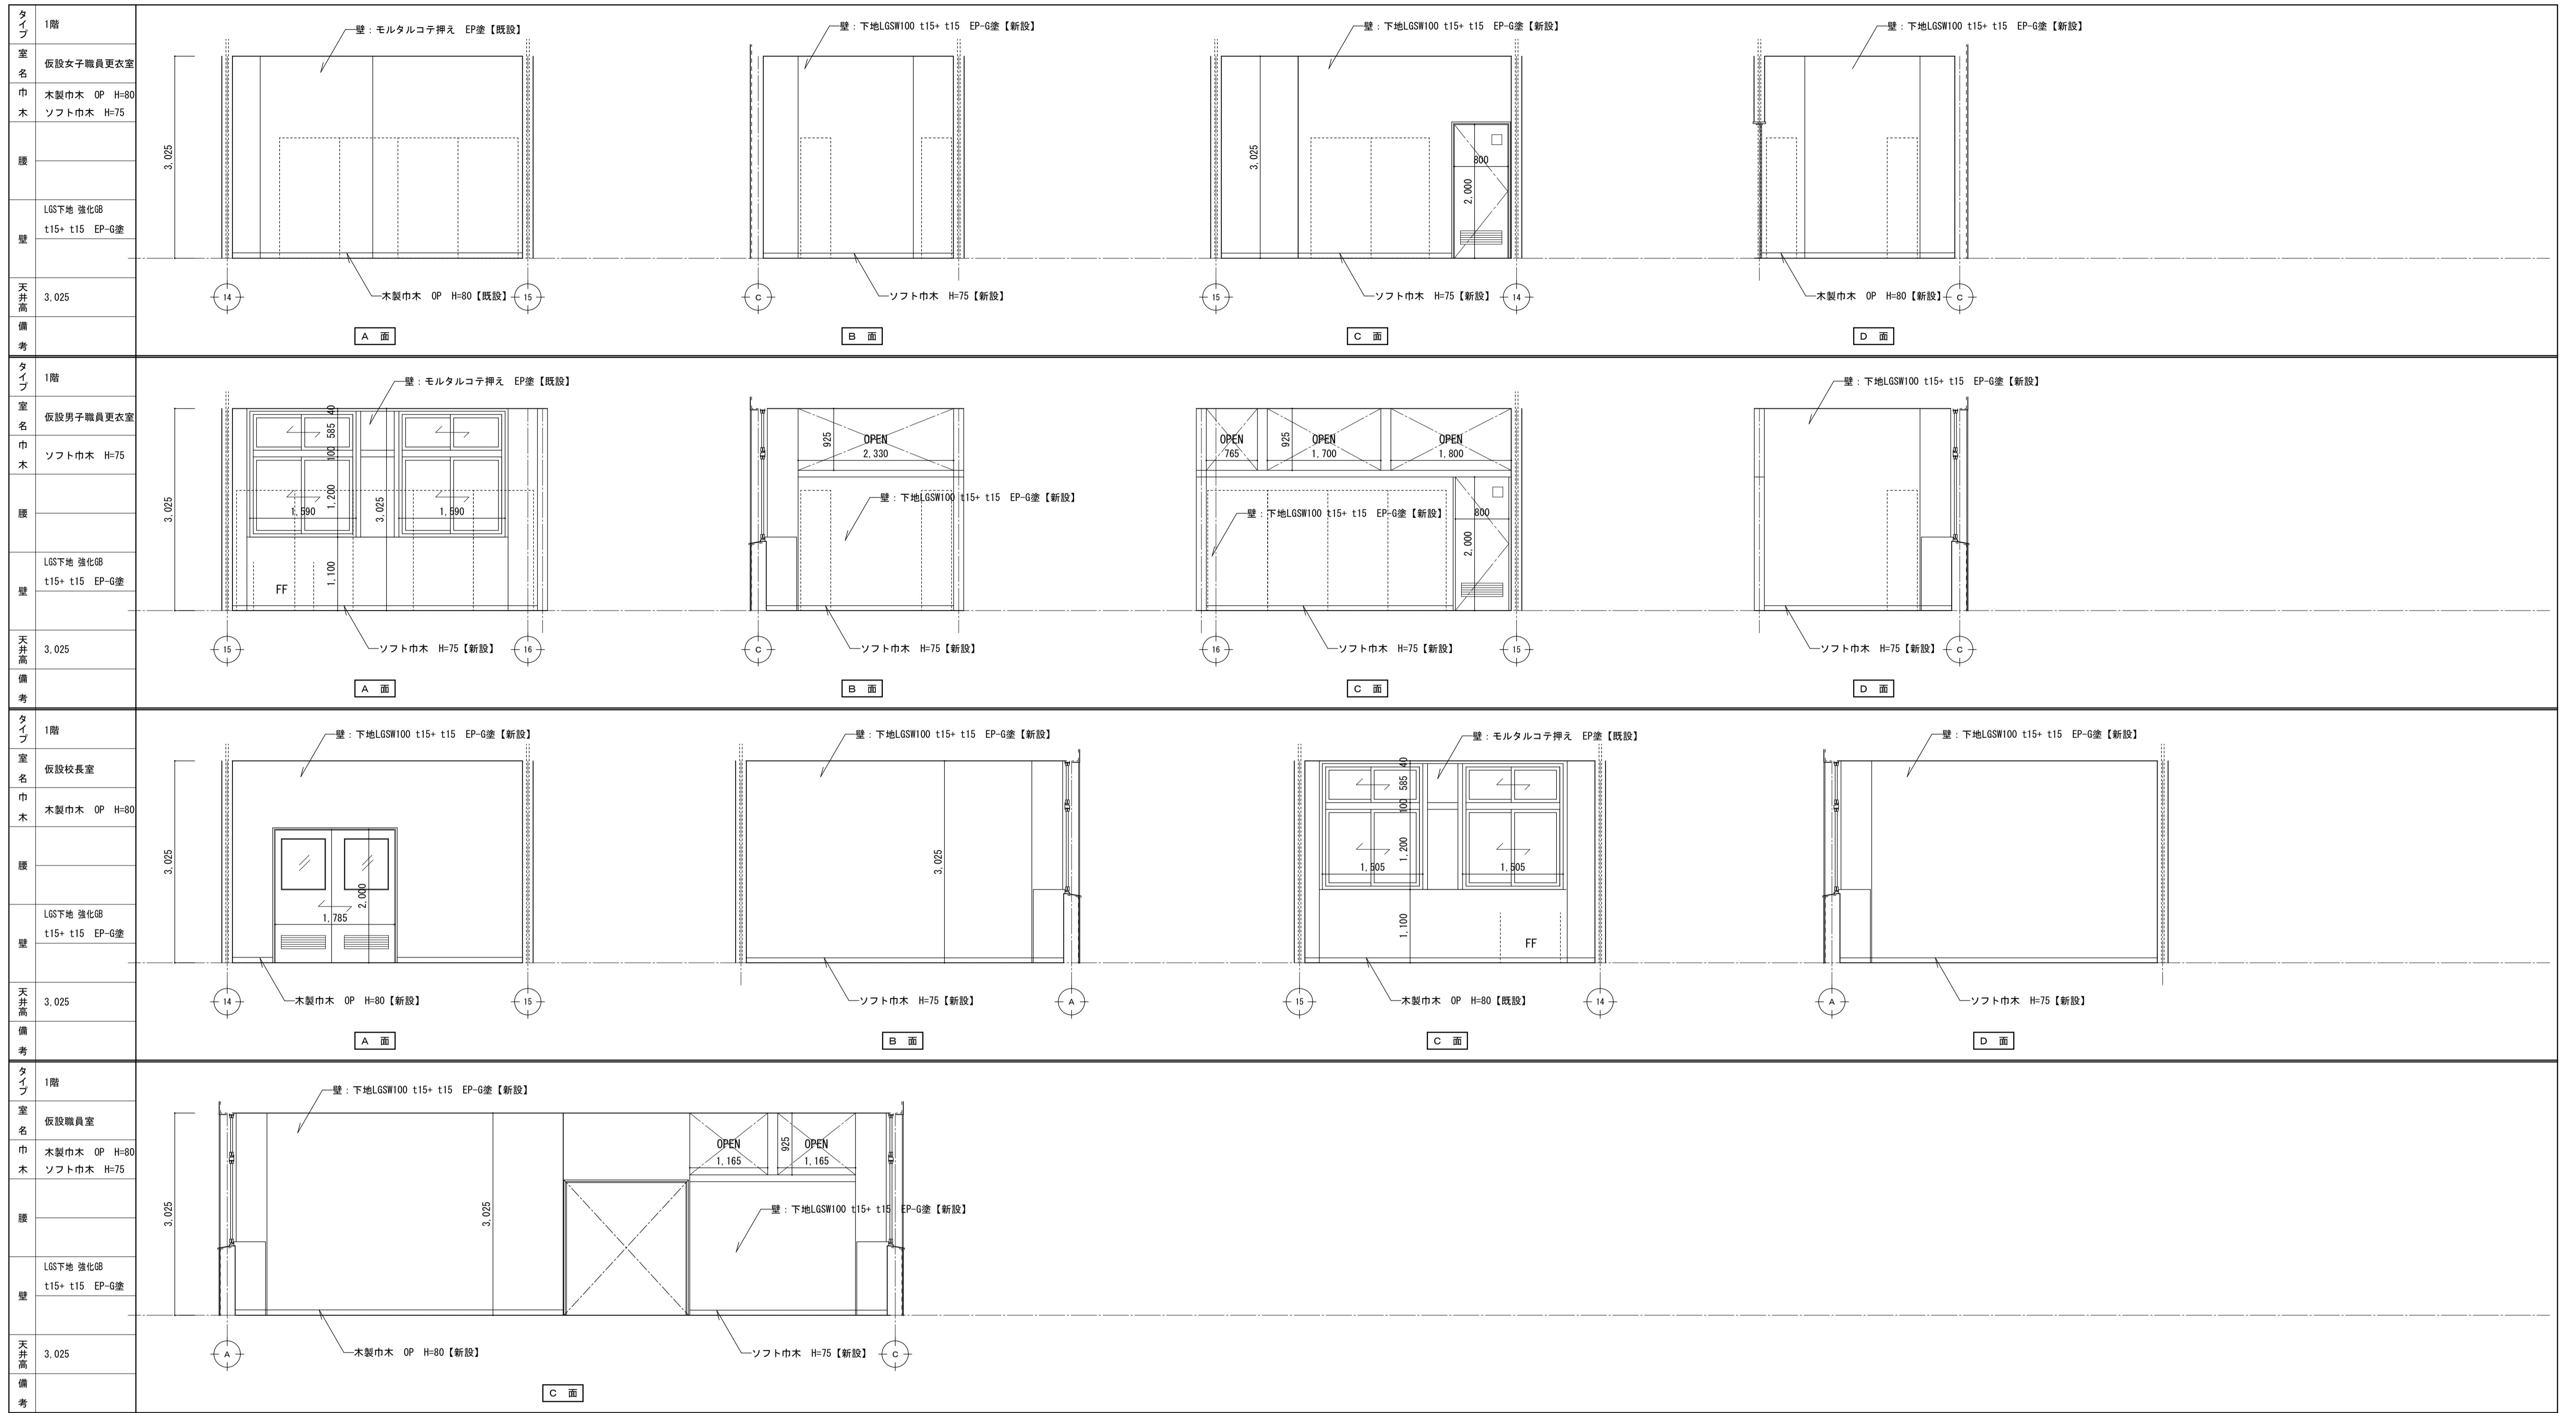 タイプ 1階
室名 仮設女子職員更衣室
巾木 木製巾木 OP H=80
ソフト巾木 H=75
腰
壁 LGS下地 強化GB
t15+ t15 EP-G塗
天井高 3,025
備考
壁：モルタルコテ押え EP塗【既設】
3,025
木製巾木 OP H=80【既設】
14
15
A 面
壁：下地LGSW100 t15+ t15 EP-G塗【新設】
ソフト巾木 H=75【新設】
C
B 面
壁：下地LGSW100 t15+ t15 EP-G塗【新設】
3,025
800
2,000
ソフト巾木 H=75【新設】
15
14
C 面
壁：下地LGSW100 t15+ t15 EP-G塗【新設】
木製巾木 OP H=80【新設】
C
D 面
タイプ 1階
室名 仮設男子職員更衣室
巾木 ソフト巾木 H=75
腰
壁 LGS下地 強化GB
t15+ t15 EP-G塗
天井高 3,025
備考
壁：モルタルコテ押え EP塗【既設】
3,025
40
585
100
1,200
1,100
3,025
1,590
1,590
FF
ソフト巾木 H=75【新設】
15
16
A 面
OPEN
925
2,330
壁：下地LGSW100 t15+ t15 EP-G塗【新設】
ソフト巾木 H=75【新設】
C
B 面
OPEN
765
925
OPEN
1,700
OPEN
1,800
壁：下地LGSW100 t15+ t15 EP-G塗【新設】
800
2,000
ソフト巾木 H=75【新設】
16
15
C 面
壁：下地LGSW100 t15+ t15 EP-G塗【新設】
ソフト巾木 H=75【新設】
C
D 面
タイプ 1階
室名 仮設校長室
巾木 木製巾木 OP H=80
腰
壁 LGS下地 強化GB
t15+ t15 EP-G塗
天井高 3,025
備考
壁：下地LGSW100 t15+ t15 EP-G塗【新設】
3,025
2,000
1,785
木製巾木 OP H=80【新設】
14
15
A 面
壁：下地LGSW100 t15+ t15 EP-G塗【新設】
3,025
ソフト巾木 H=75【新設】
A
B 面
壁：モルタルコテ押え EP塗【既設】
40
585
100
1,200
1,100
1,505
1,505
FF
木製巾木 OP H=80【既設】
15
14
C 面
壁：下地LGSW100 t15+ t15 EP-G塗【新設】
ソフト巾木 H=75【新設】
A
D 面
タイプ 1階
室名 仮設職員室
巾木 木製巾木 OP H=80
ソフト巾木 H=75
腰
壁 LGS下地 強化GB
t15+ t15 EP-G塗
天井高 3,025
備考
壁：下地LGSW100 t15+ t15 EP-G塗【新設】
3,025
3,025
OPEN
1,165
925
OPEN
1,165
壁：下地LGSW100 t15+ t15 EP-G塗【新設】
木製巾木 OP H=80【新設】
ソフト巾木 H=75【新設】
A
C
C 面